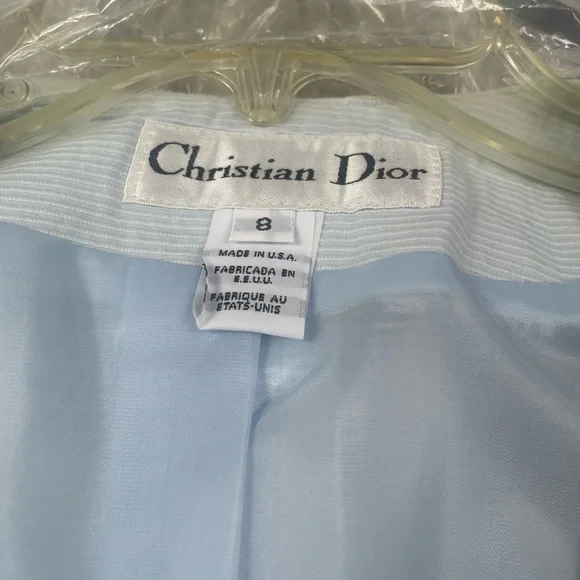 Christian Dior
8
MADE IN U.S.A.
FABRICADA EN
E.E.U.U.
FABRIQUE AU
ETATS-UNIS